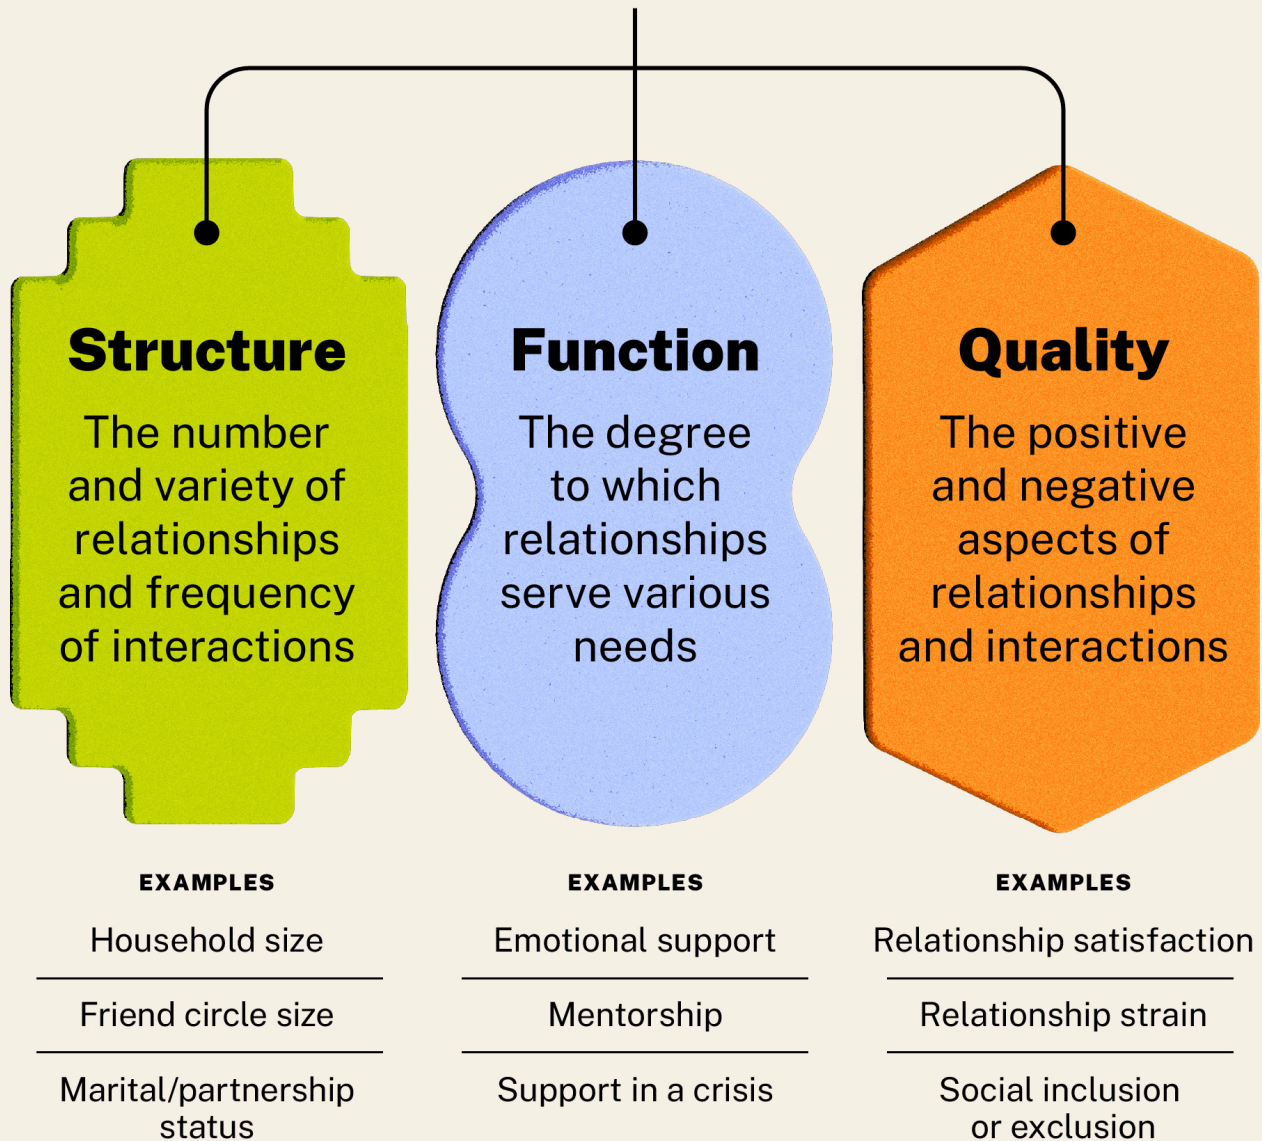 Structure
The number
and variety of
relationships
and frequency
of interactions
Function
The degree
to which
relationships
serve various
needs
Quality
The positive
and negative
aspects of
relationships
and interactions
EXAMPLES
Household size
Friend circle size
Marital/partnership
status
EXAMPLES
Emotional support
Mentorship
Support in a crisis
EXAMPLES
Relationship satisfaction
Relationship strain
Social inclusion
or exclusion